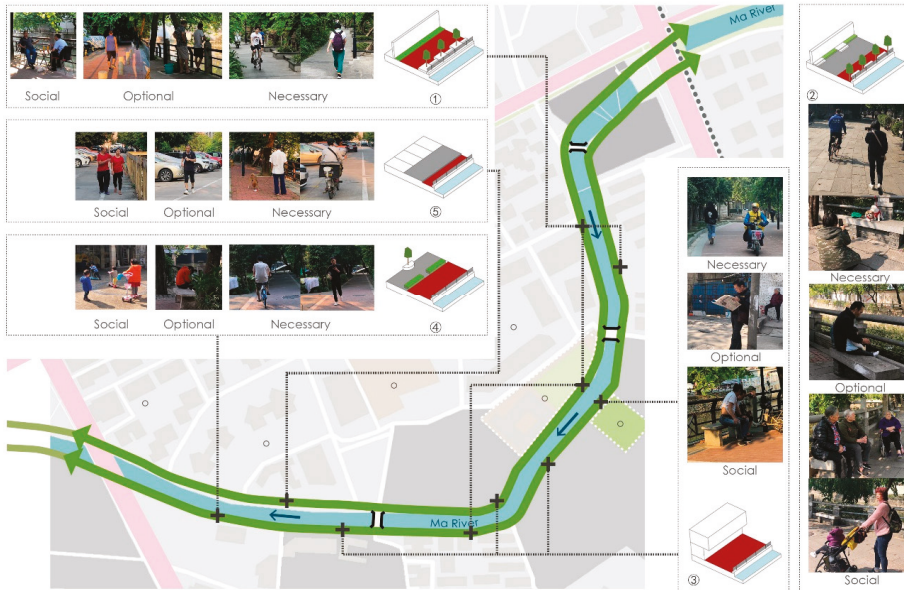 Social
Optional
Necessary
①
Social
Optional
Necessary
⑤
Social
Optional
Necessary
④
Ma River
Ma River
Necessary
Optional
Social
③
②
Necessary
Optional
Social